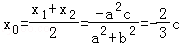 x₀=(x₁+x₂)/2=(-a²c)/(a²+b²)=-2/3 c